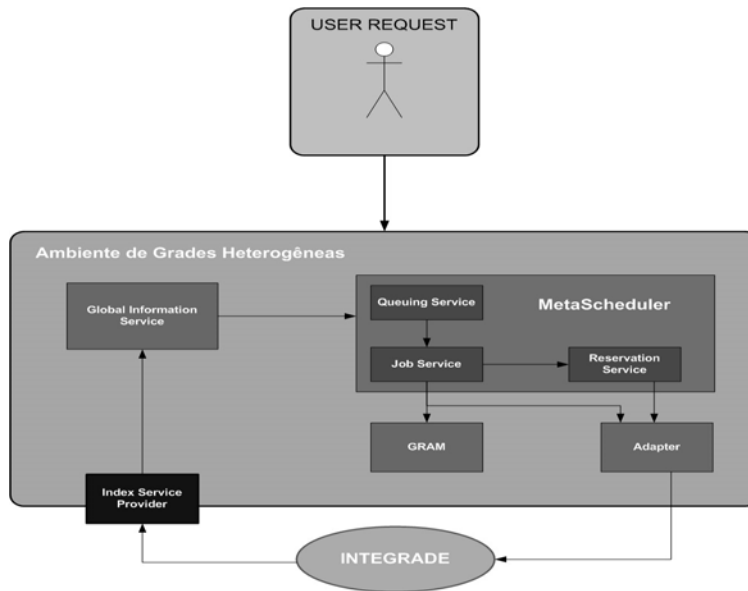 USER REQUEST
Ambiente de Grades Heterogêneas
Global Information
Service
Queuing Service
MetaScheduler
Job Service
Reservation
Service
GRAM
Adapter
Index Service
Provider
INTEGRADE